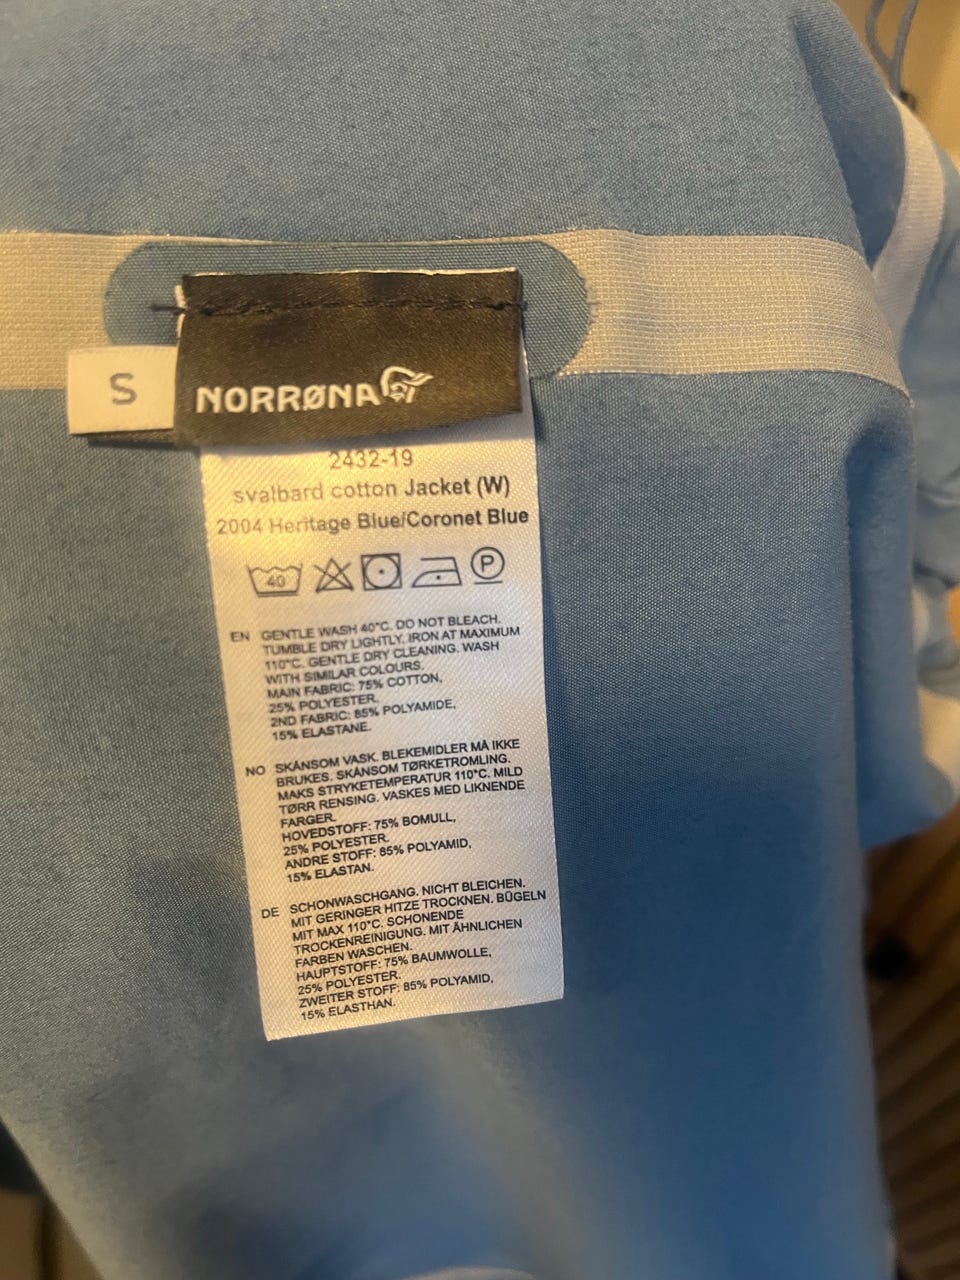 S
NORRØNA
2432-19
svalbard cotton Jacket (W)
2004 Heritage Blue/Coronet Blue
40
P
EN GENTLE WASH 40°C. DO NOT BLEACH.
TUMBLE DRY LIGHTLY. IRON AT MAXIMUM
110°C. GENTLE DRY CLEANING. WASH
WITH SIMILAR COLOURS.
MAIN FABRIC: 75% COTTON,
25% POLYESTER.
2ND FABRIC: 85% POLYAMIDE,
15% ELASTANE.
NO SKÅNSOM VASK. BLEKEMIDLER MÅ IKKE
BRUKES. SKÅNSOM TØRKETROMLING.
MAKS STRYKETEMPERATUR 110°C. MILD
TØRR RENSING. VASKES MED LIKNENDE
FARGER.
HOVEDSTOFF: 75% BOMULL,
25% POLYESTER.
ANDRE STOFF: 85% POLYAMID,
15% ELASTAN.
DE SCHONWASCHGANG. NICHT BLEICHEN.
MIT GERINGER HITZE TROCKNEN. BÜGELN
MIT MAX 110°C. SCHONENDE
TROCKENREINIGUNG. MIT ÄHNLICHEN
FARBEN WASCHEN.
HAUPTSTOFF: 75% BAUMWOLLE,
25% POLYESTER.
ZWEITER STOFF: 85% POLYAMID,
15% ELASTHAN.